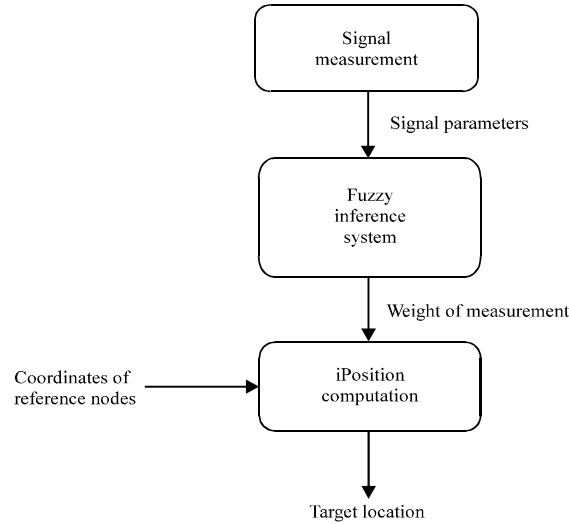 Signal
measurement
Signal parameters
Fuzzy
inference
system
Weight of measurement
Coordinates of
reference nodes
iPosition
computation
Target location